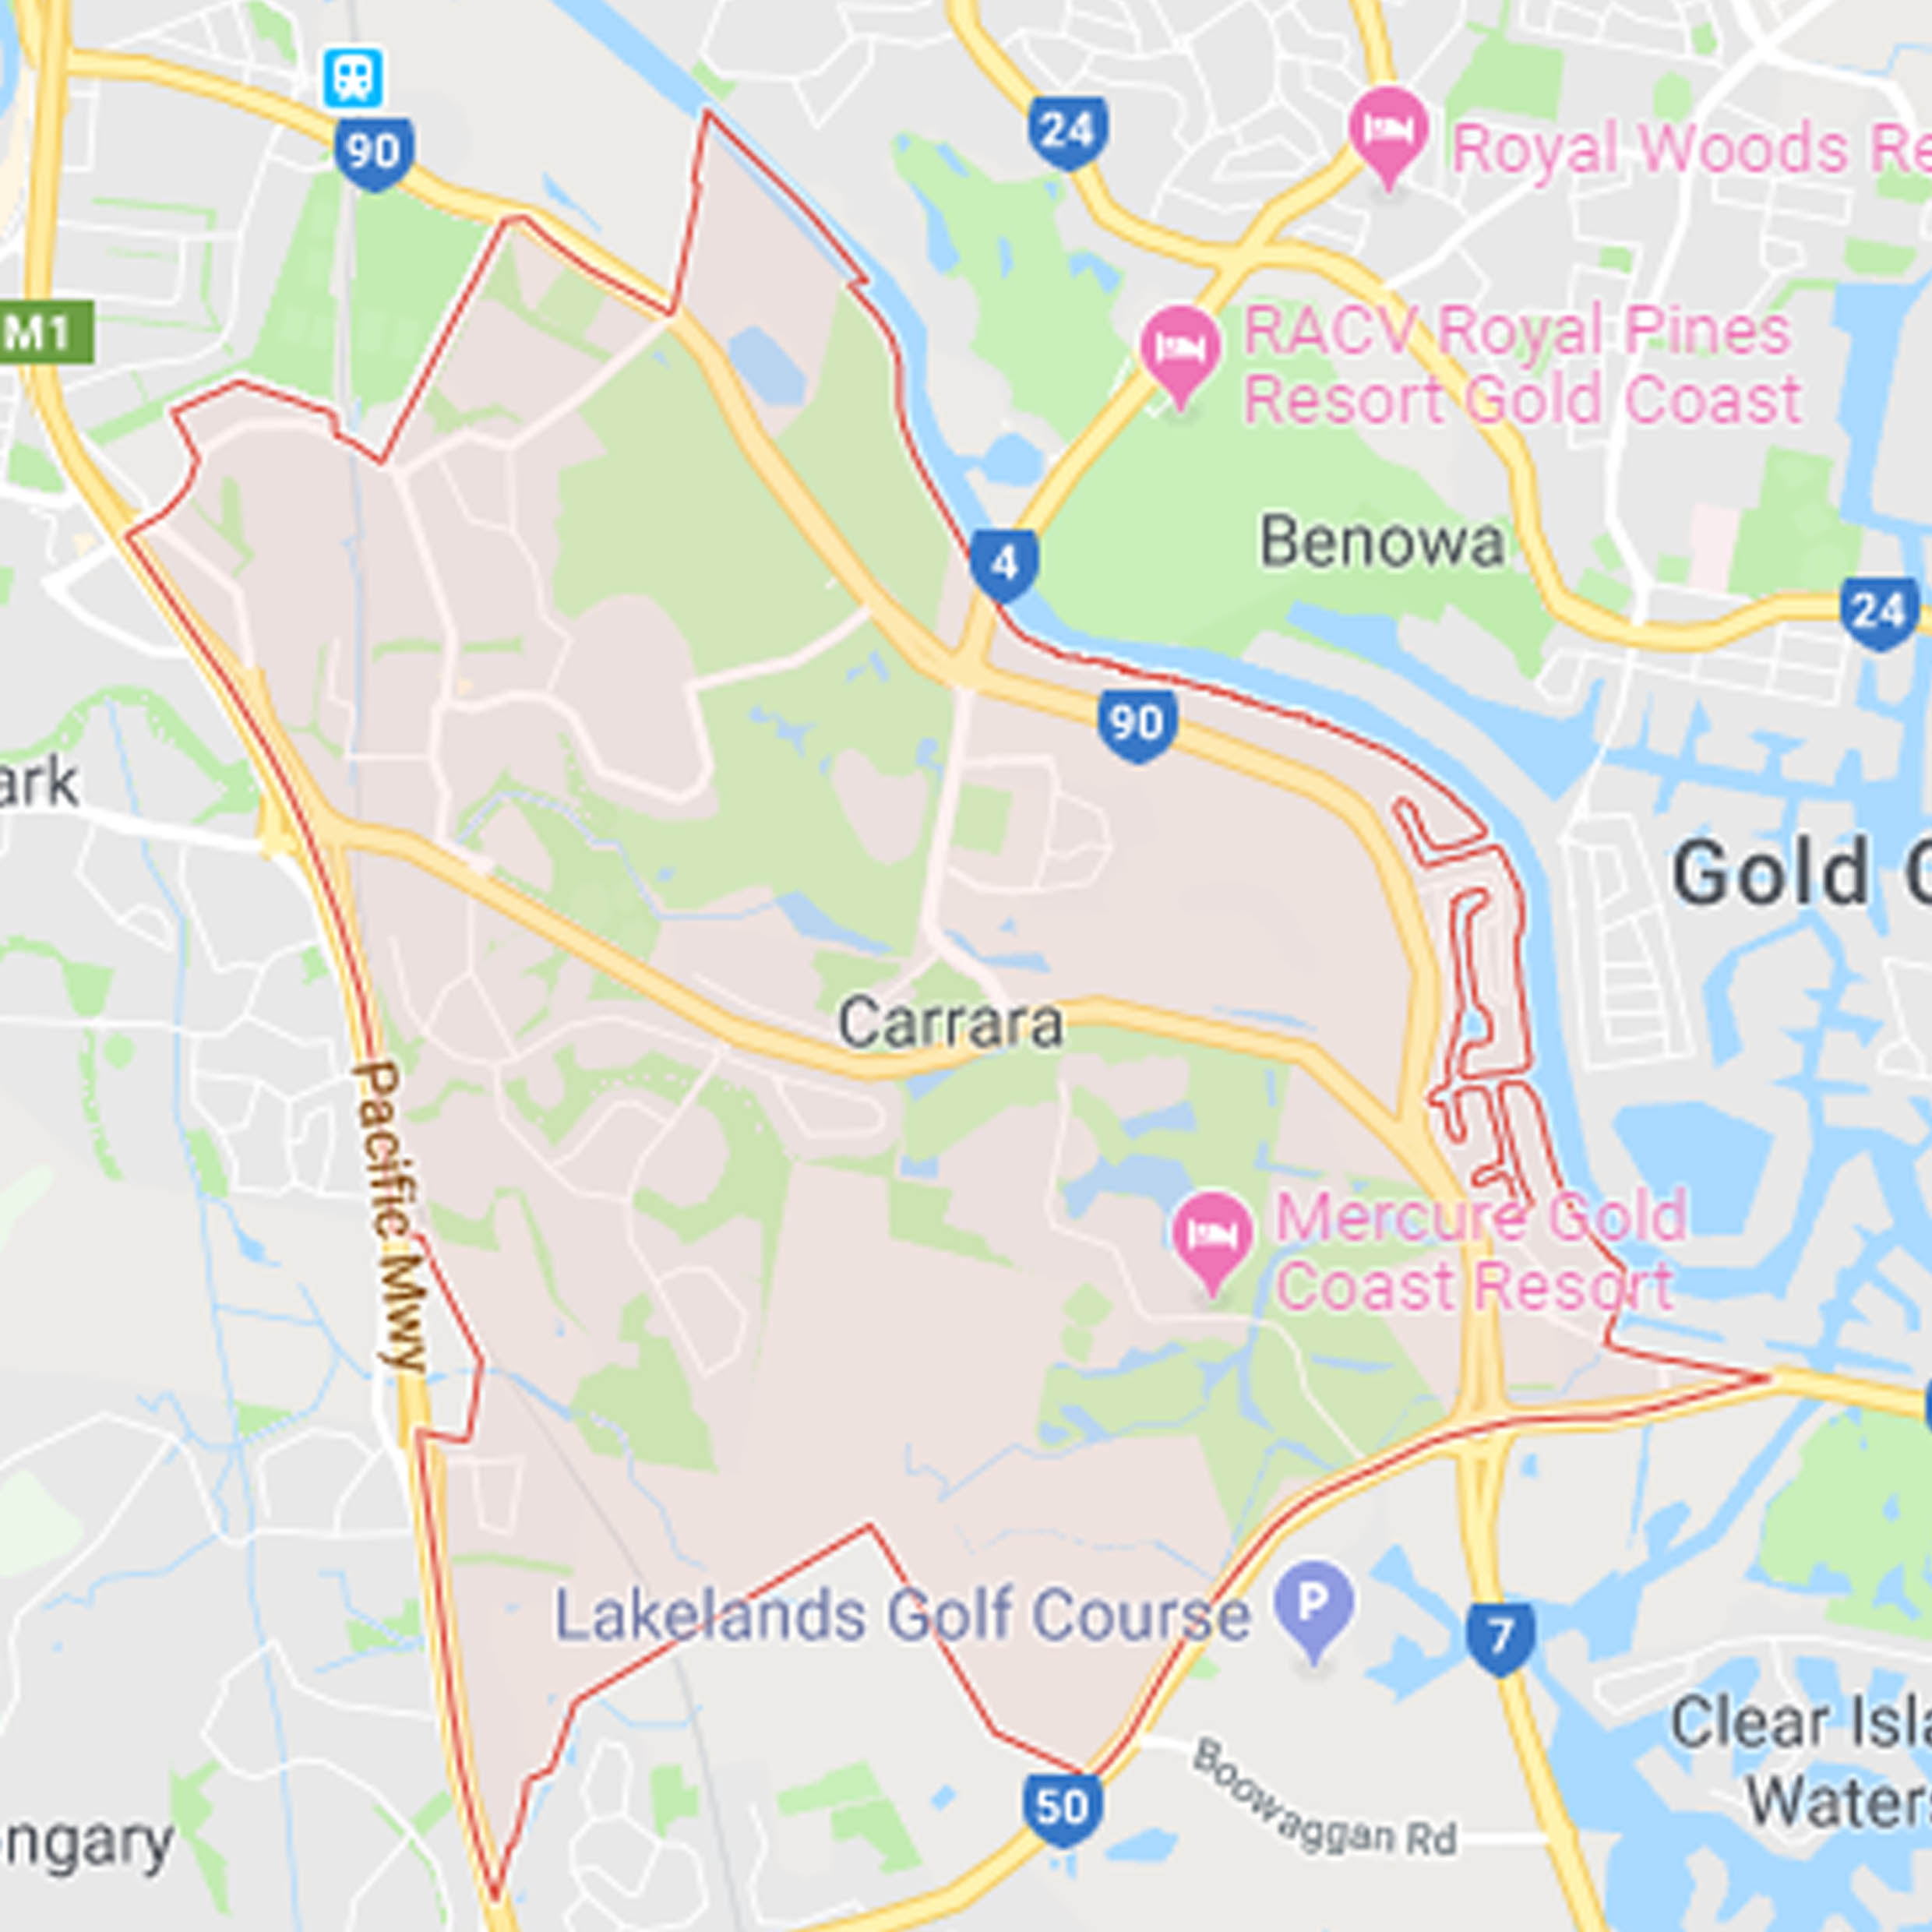 24
90
Royal Woods Re
M1
RACV Royal Pines
Resort Gold Coast
4
Benowa
24
90
ark
Gold
Carrara
Pacific Mwy
Mercure Gold
Coast Resort
Lakelands Golf Course
P
7
Clear Isla
Waters
50
Boowaggan Rd
ngary